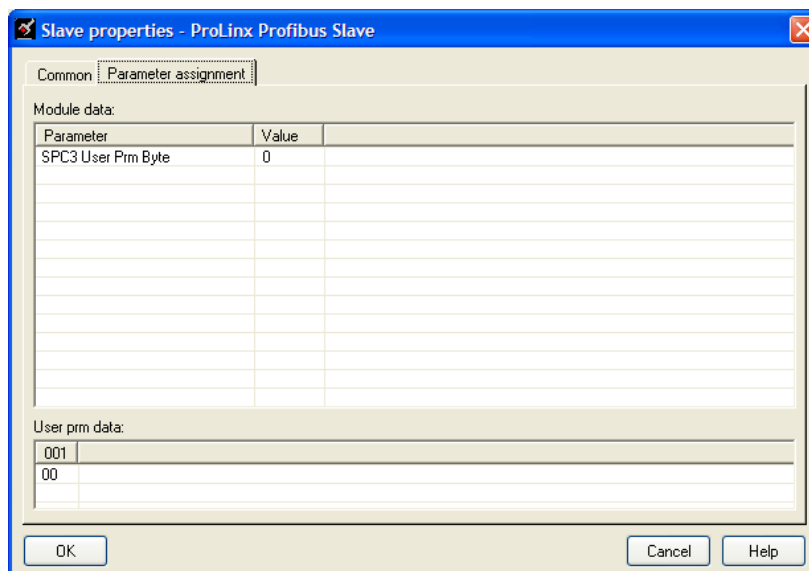 Slave properties - ProLinx Profibus Slave
Common Parameter assignment
Module data:
Parameter Value
SPC3 User Prm Byte 0
User prm data:
001
00
OK Cancel Help